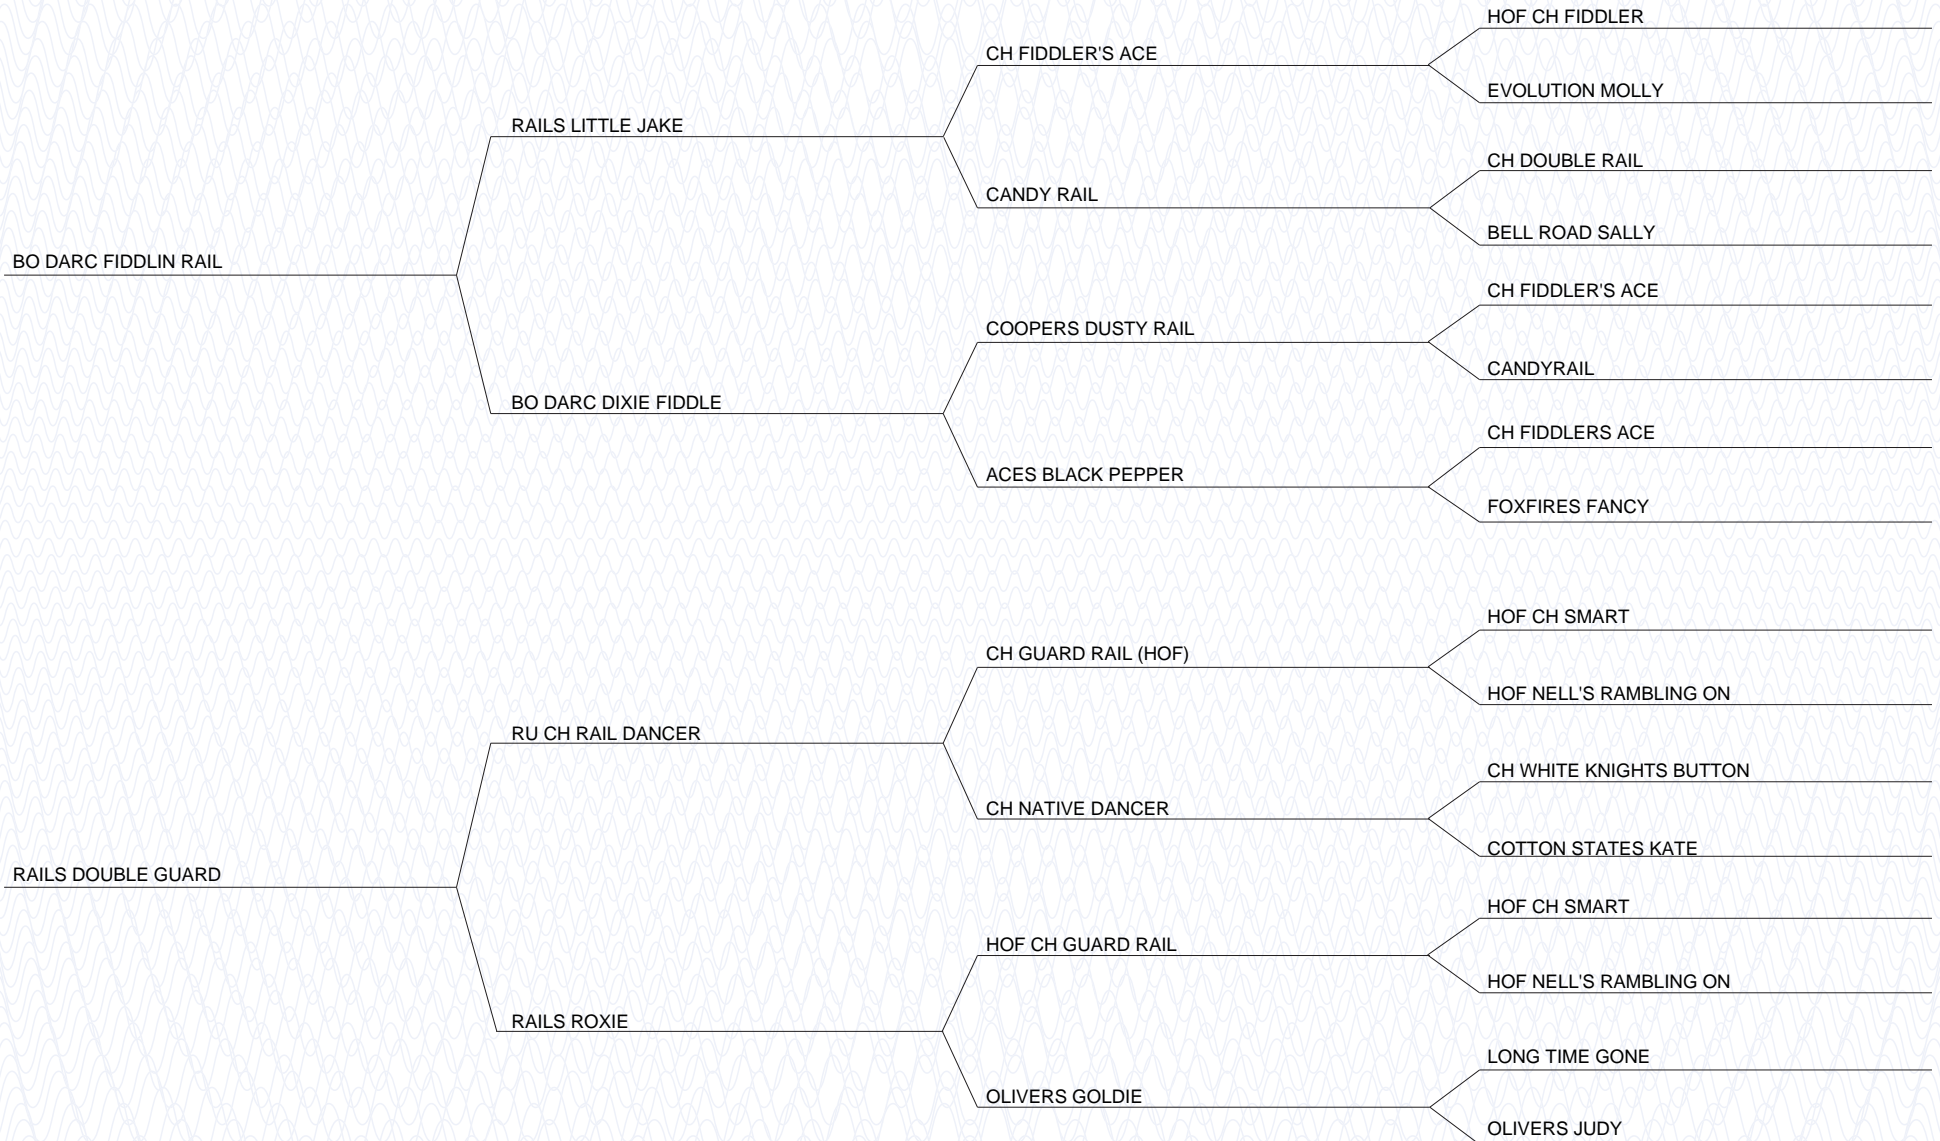 HOF CH FIDDLER
CH FIDDLER'S ACE
EVOLUTION MOLLY
RAILS LITTLE JAKE
CH DOUBLE RAIL
CANDY RAIL
BELL ROAD SALLY
BO DARC FIDDLIN RAIL
CH FIDDLER'S ACE
COOPERS DUSTY RAIL
CANDYRAIL
BO DARC DIXIE FIDDLE
CH FIDDLERS ACE
ACES BLACK PEPPER
FOXFIRES FANCY
HOF CH SMART
CH GUARD RAIL (HOF)
HOF NELL'S RAMBLING ON
RU CH RAIL DANCER
CH WHITE KNIGHTS BUTTON
CH NATIVE DANCER
COTTON STATES KATE
RAILS DOUBLE GUARD
HOF CH SMART
HOF CH GUARD RAIL
HOF NELL'S RAMBLING ON
RAILS ROXIE
LONG TIME GONE
OLIVERS GOLDIE
OLIVERS JUDY